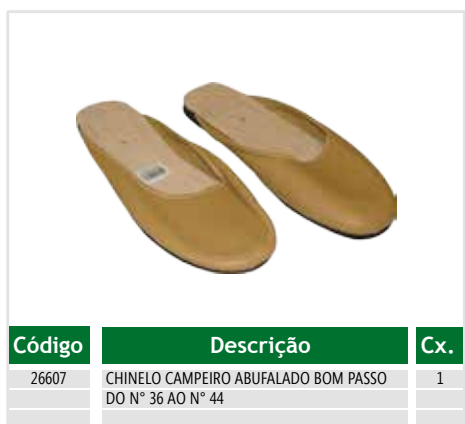 Código Descrição Cx.
26607 CHINELO CAMPEIRO ABUFALADO BOM PASSO 1
DO N° 36 AO N° 44